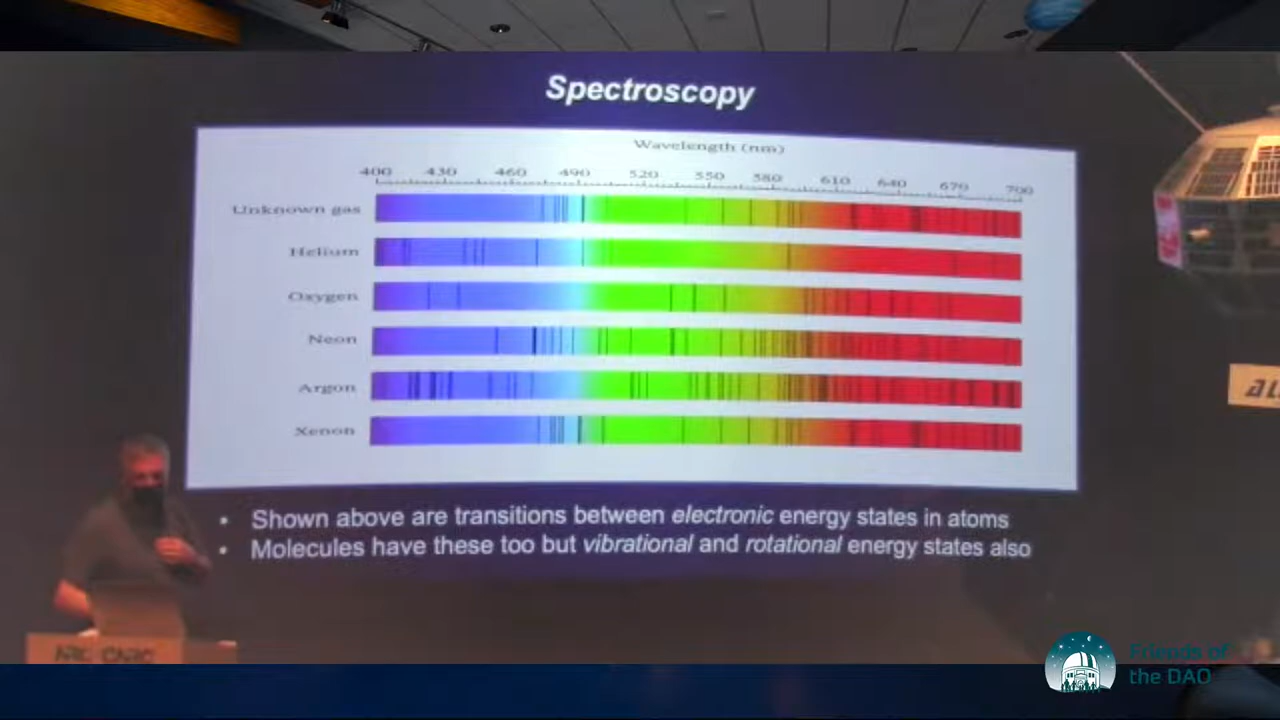 Spectroscopy
Wavelength (nm)
400 430 460 490 520 550 580 610 640 670 700
Unknown gas
Helium
Oxygen
Neon
Argon
Xenon
• Shown above are transitions between electronic energy states in atoms
• Molecules have these too but vibrational and rotational energy states also
Friends of
the DAO